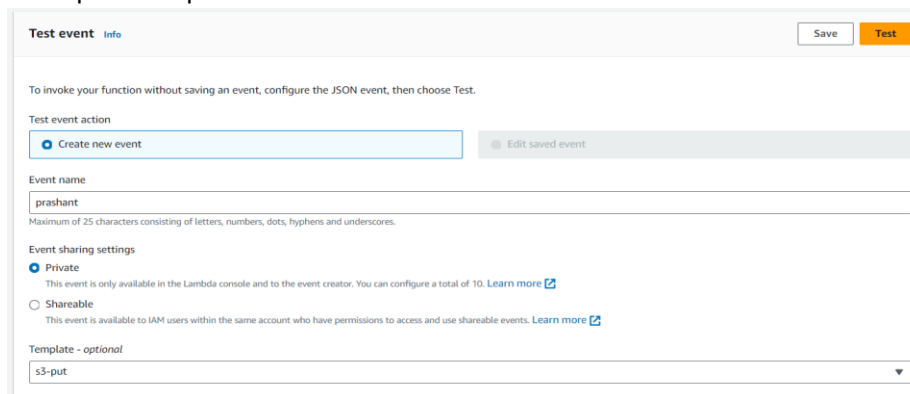 Test event Info
Save
Test
To invoke your function without saving an event, configure the JSON event, then choose Test.
Test event action
Create new event
Edit saved event
Event name
prashant
Maximum of 25 characters consisting of letters, numbers, dots, hyphens and underscores.
Event sharing settings
Private
This event is only available in the Lambda console and to the event creator. You can configure a total of 10. Learn more
Shareable
This event is available to IAM users within the same account who have permissions to access and use shareable events. Learn more
Template - optional
s3-put